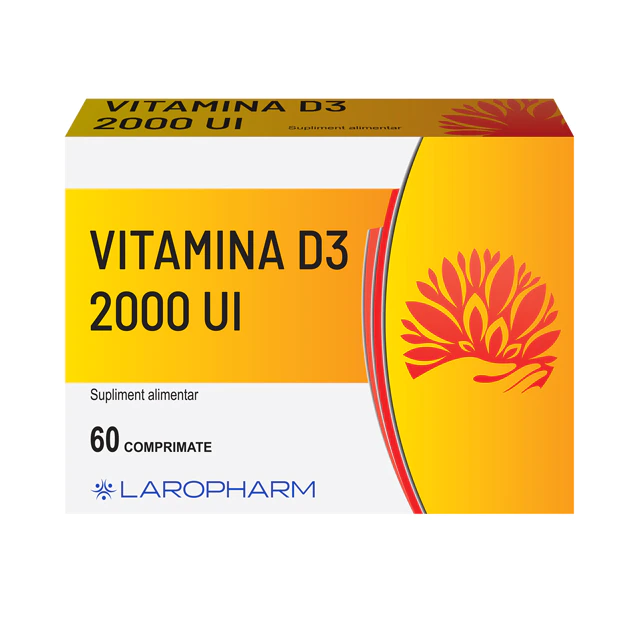 VITAMINA D3
2000 UI
Supliment alimentar
VITAMINA D3
2000 UI
Supliment alimentar
60 COMPRIMATE
LAROPHARM